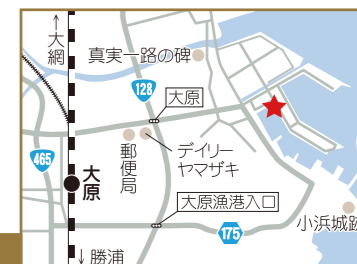 ↑大網
真実一路の碑
128
大原
465
郵便局
デイリー
ヤマザキ
大原
大原漁港入口
175
小浜城跡
↓勝浦